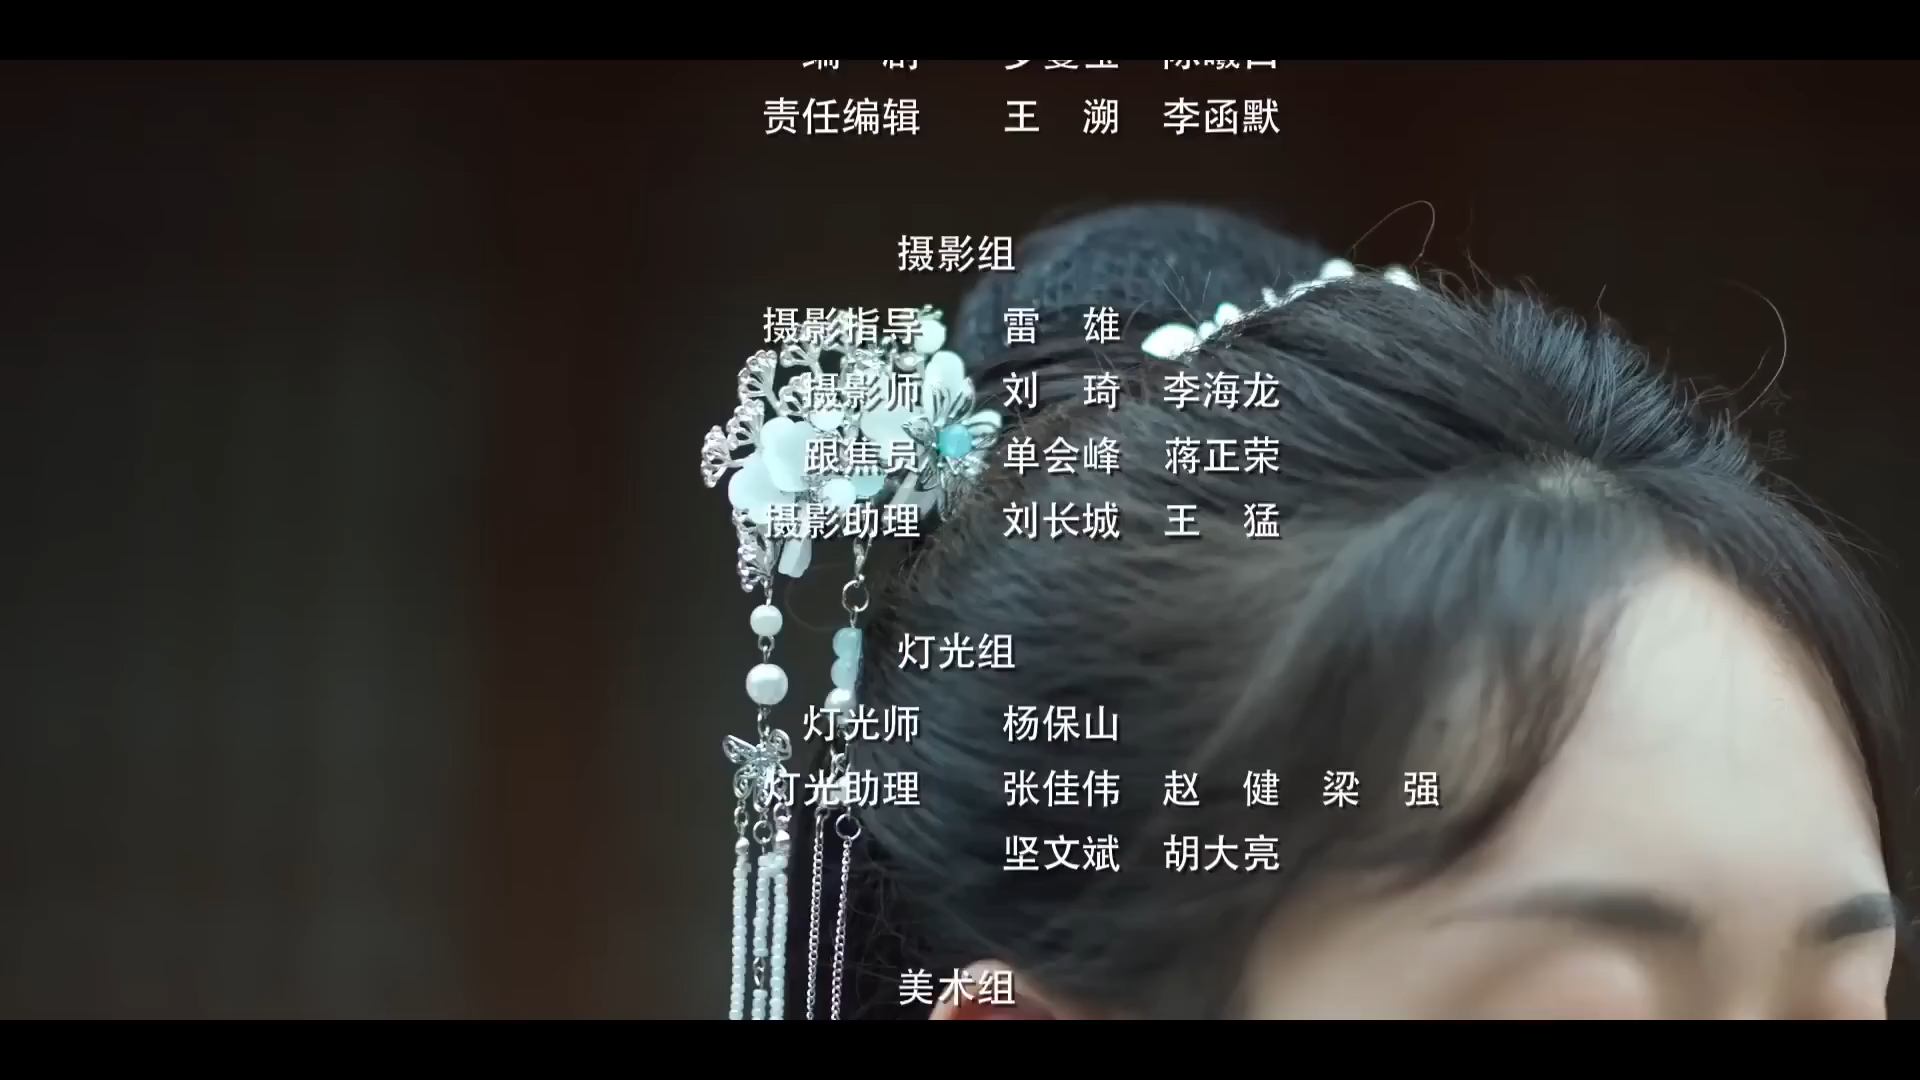 责任编辑 王 溯 李函默
摄影组
摄影指导 雷 雄
摄影师 刘 琦 李海龙
跟焦员 单会峰 蒋正荣
摄影助理 刘长城 王 猛
灯光组
灯光师 杨保山
灯光助理 张佳伟 赵 健 梁 强
坚文斌 胡大亮
美术组